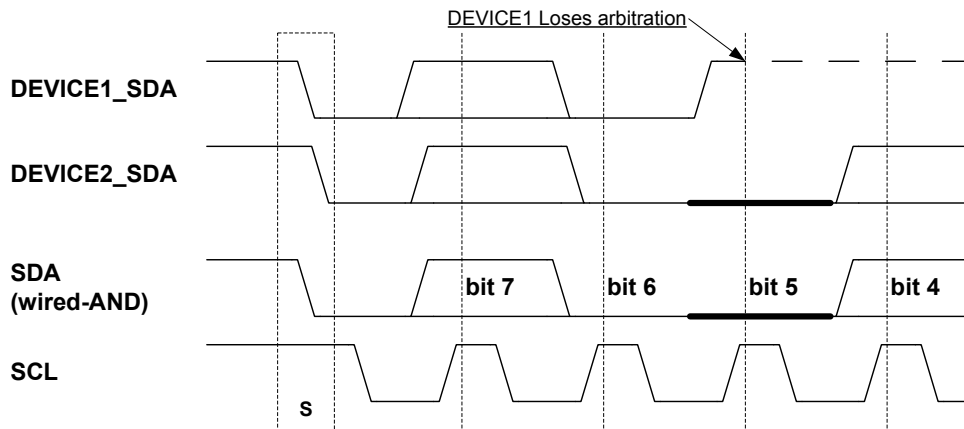 DEVICE1 Loses arbitration
DEVICE1_SDA
DEVICE2_SDA
SDA
(wired-AND)
bit 7 bit 6 bit 5 bit 4
SCL
S